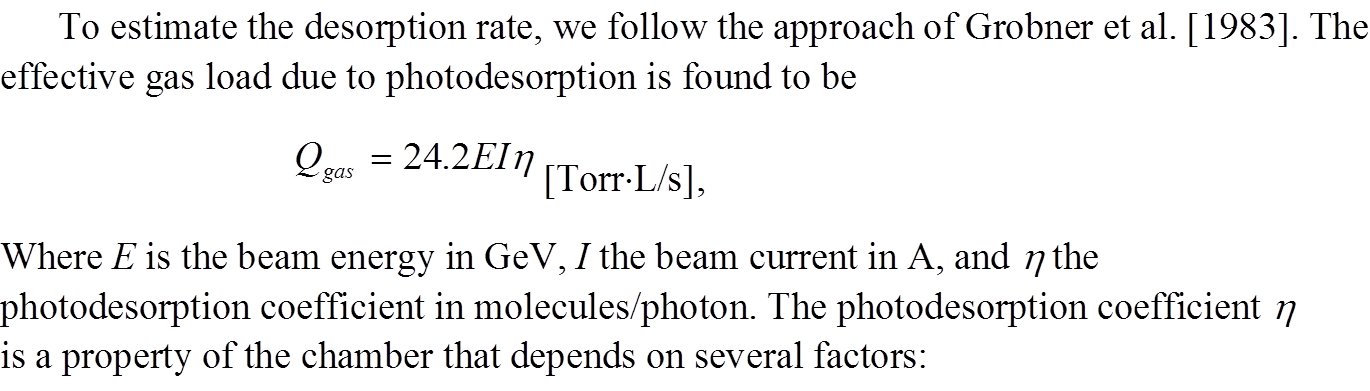 To estimate the desorption rate, we follow the approach of Grobner et al. [1983]. The
effective gas load due to photodesorption is found to be
Q_gas = 24.2EIη [Torr·L/s],
Where E is the beam energy in GeV, I the beam current in A, and η the
photodesorption coefficient in molecules/photon. The photodesorption coefficient η
is a property of the chamber that depends on several factors: